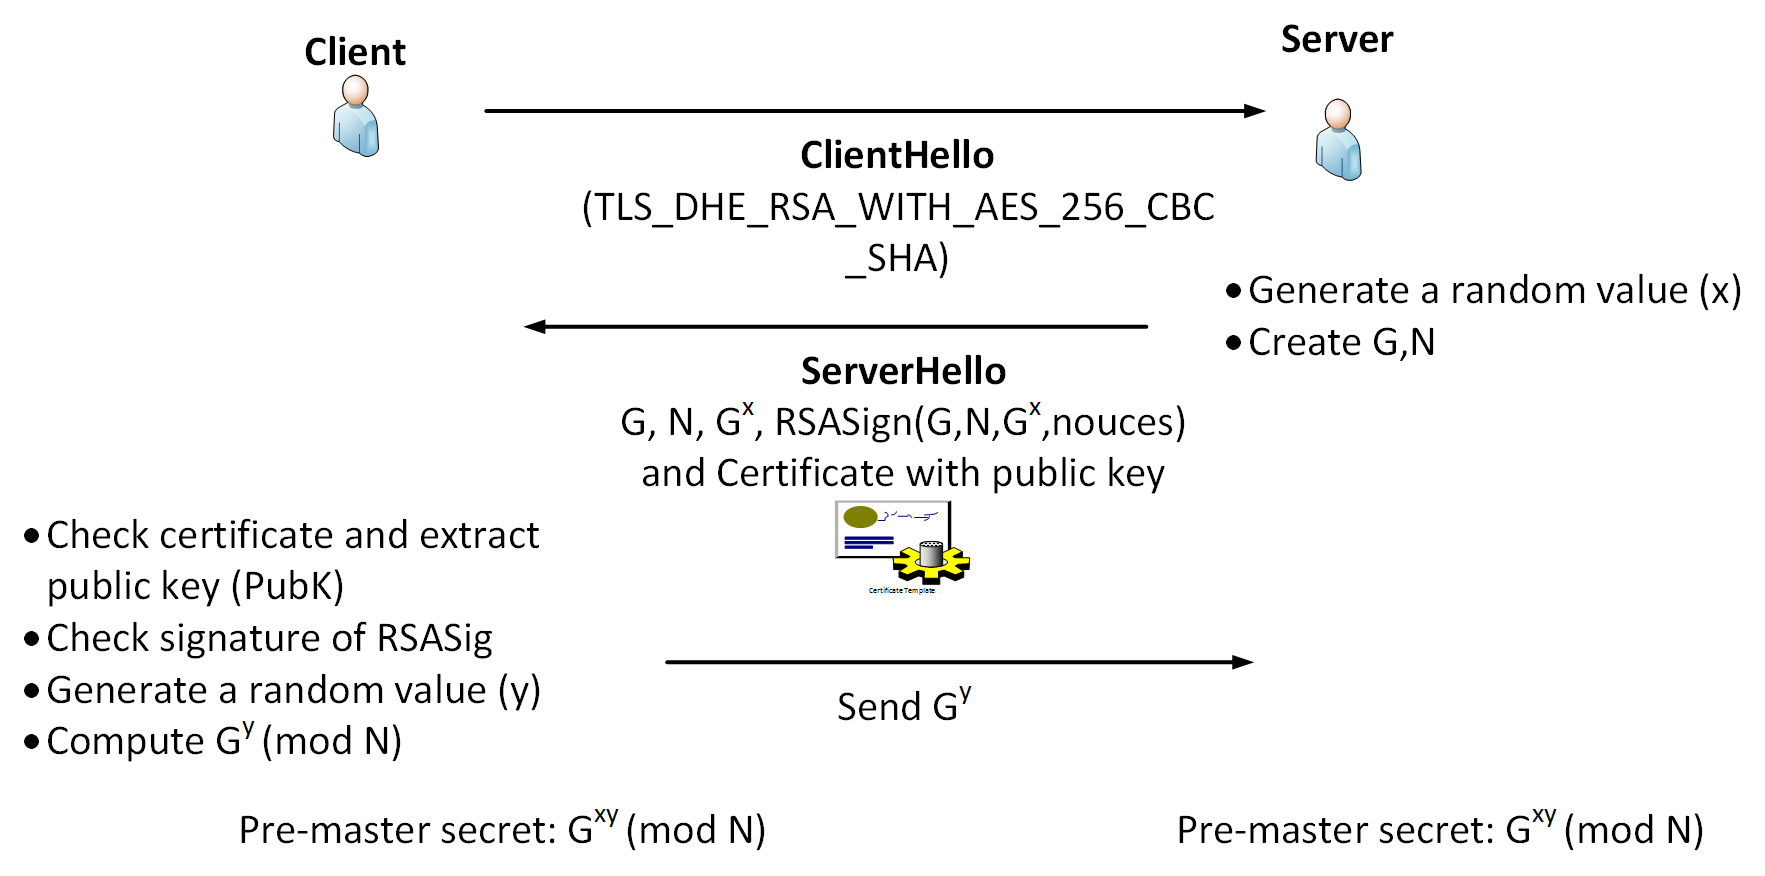 Client
Server
ClientHello
(TLS_DHE_RSA_WITH_AES_256_CBC
_SHA)
• Generate a random value (x)
• Create G,N
ServerHello
G, N, Gˣ, RSASign(G,N,Gˣ,nouces)
and Certificate with public key
Certificate Template
• Check certificate and extract
public key (PubK)
• Check signature of RSASig
• Generate a random value (y)
• Compute Gʸ (mod N)
Send Gʸ
Pre-master secret: Gˣʸ (mod N)
Pre-master secret: Gˣʸ (mod N)